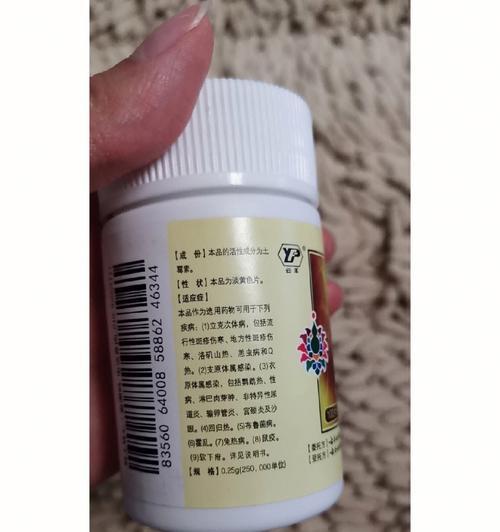 【成 份】本品的活性成分为土
霉素。
【性 状】本品为淡黄色片。
【适应症】
本品作为选用药物可用于下列
疾病:(1)立克次体病,包括流
行性斑疹伤寒、地方性斑疹伤
寒、洛矶山热、恙虫病和Q
热。(2)支原体属感染。(3)衣
原体属感染,包括鹦鹉热、性
病、淋巴肉芽肿、非特异性尿
道炎、输卵管炎、宫颈炎及沙
眼。(4)回归热。(5)布鲁菌病。
(6)霍乱。(7)兔热病。(8)鼠疫。
(9)软下疳。详见说明书。
【规 格】0.25g(250,000单位)
YP
®
83560 64008 58862 46344
【委托方】
【受托方】